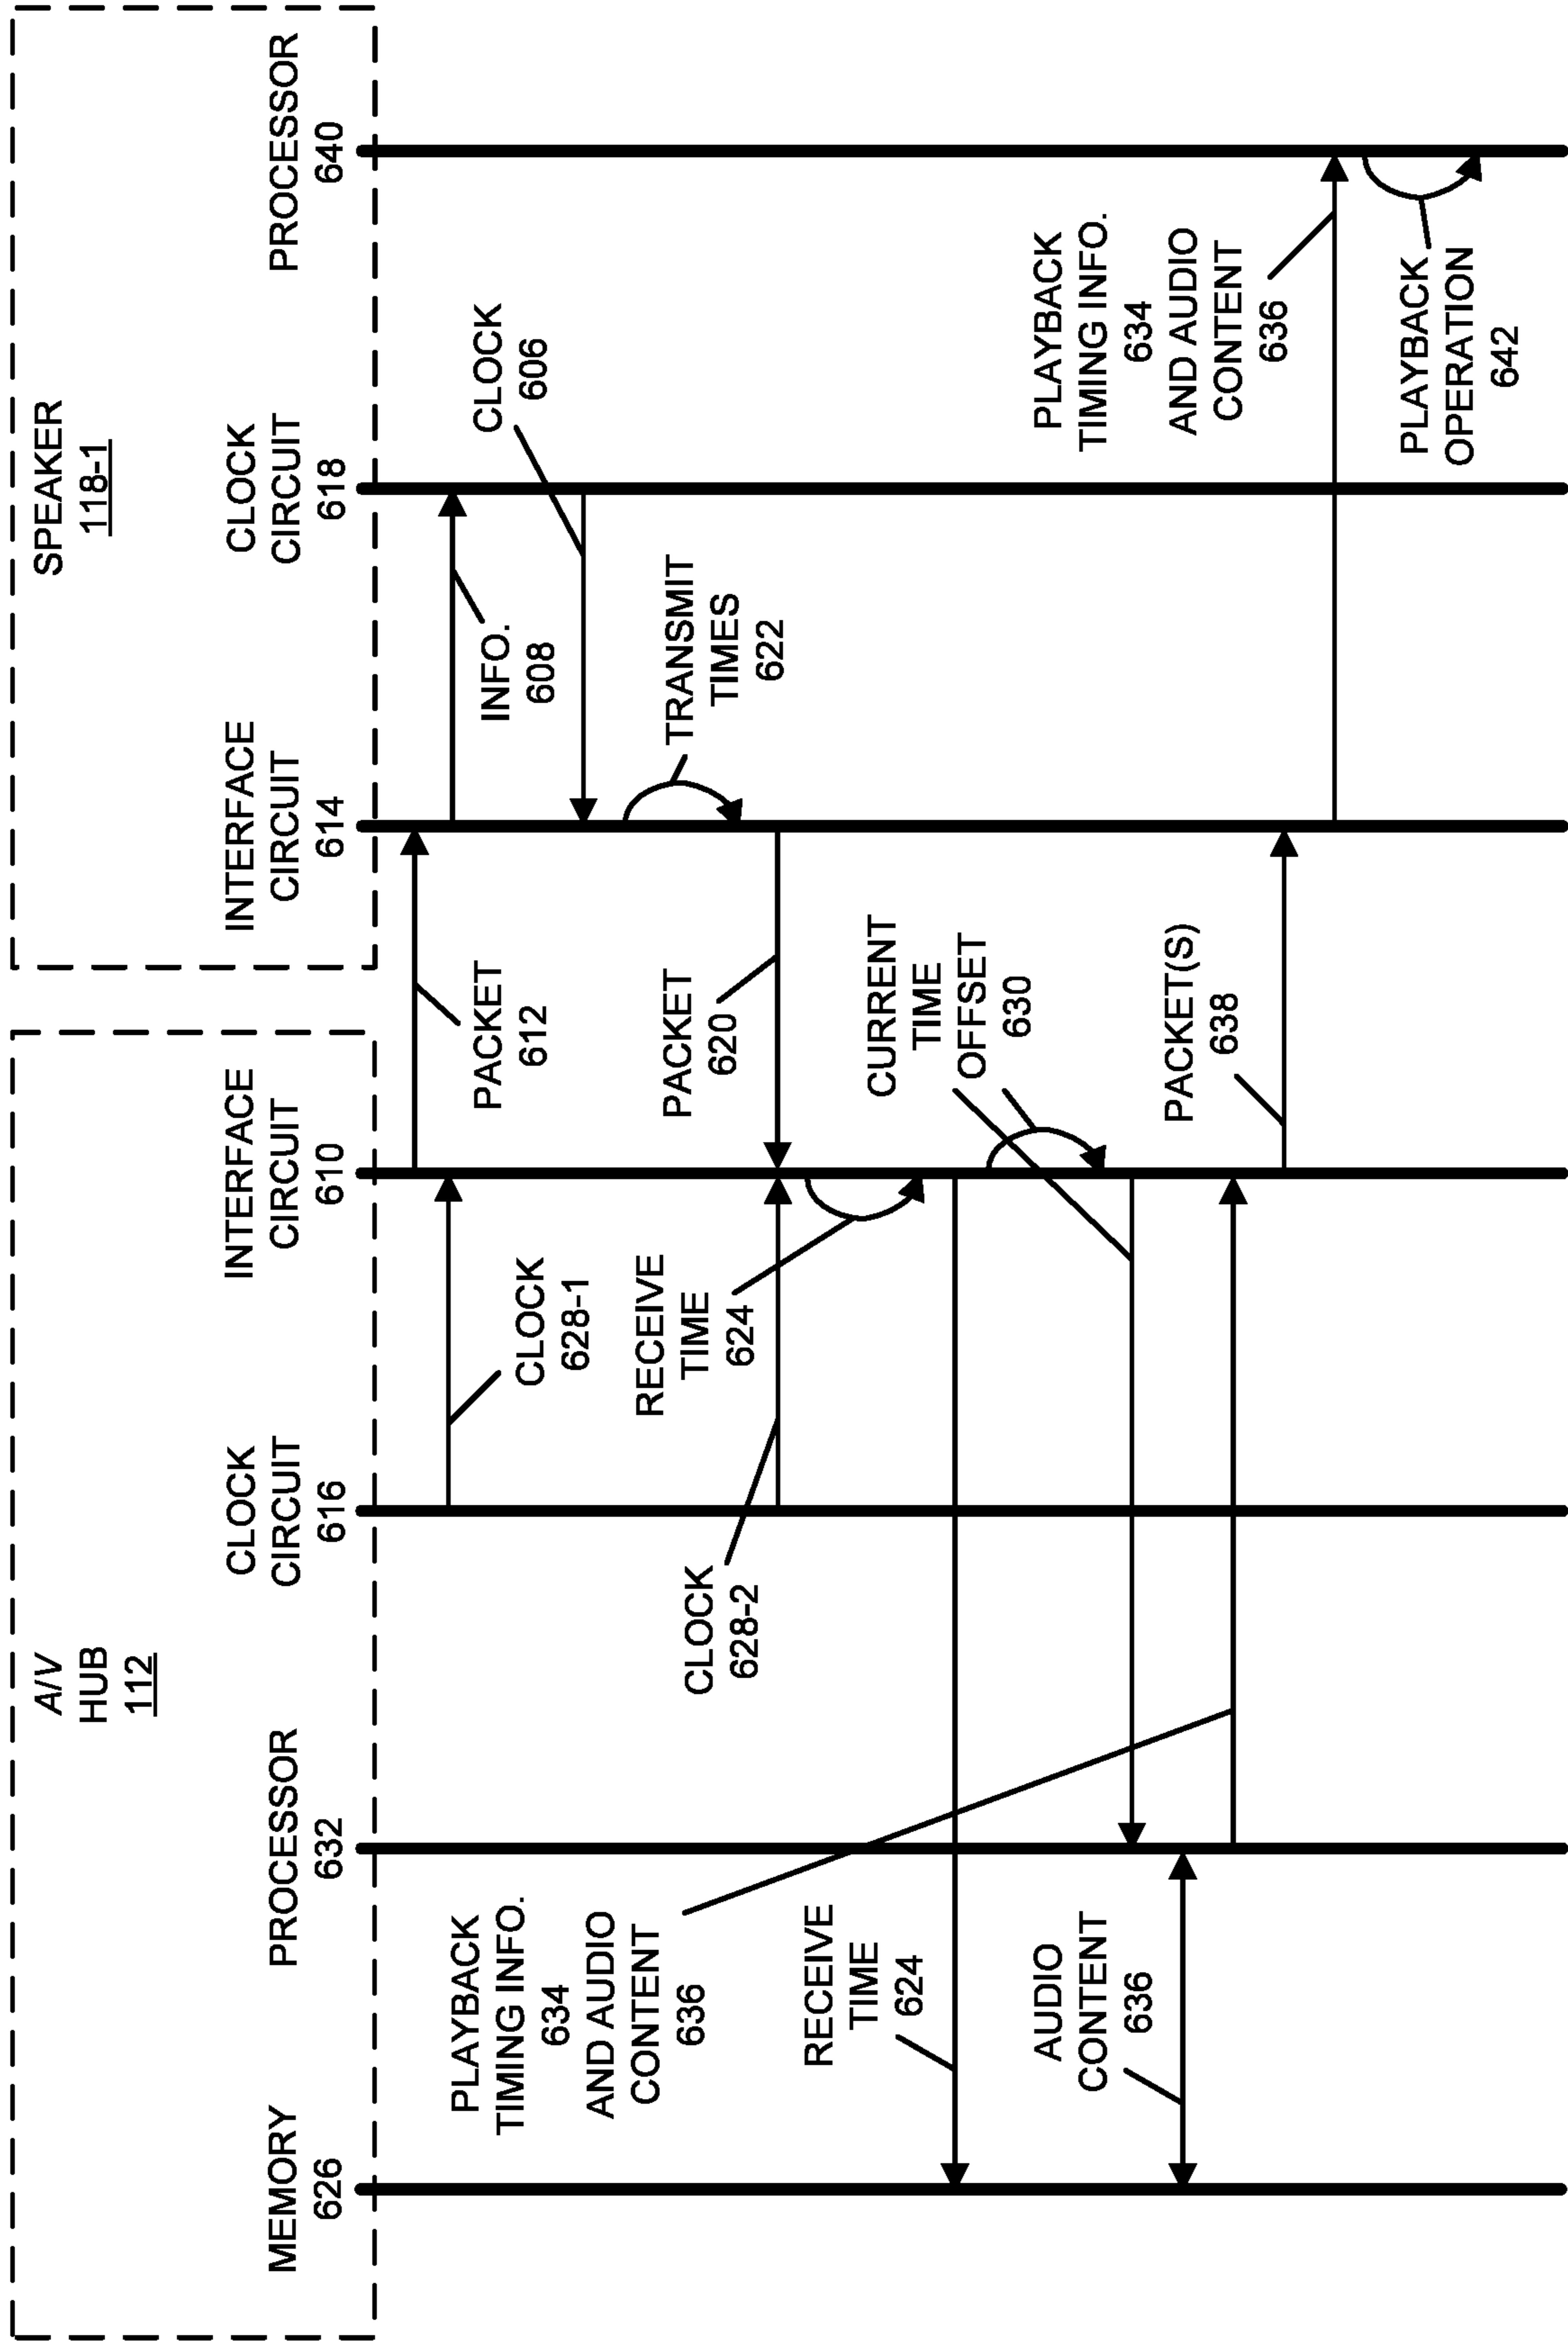 A/V
HUB
112
SPEAKER
118-1
MEMORY
626
PROCESSOR
632
CLOCK
CIRCUIT
616
INTERFACE
CIRCUIT
610
INTERFACE
CIRCUIT
614
CLOCK
CIRCUIT
618
PROCESSOR
640
PACKET
612
CLOCK
628-1
INFO.
608
CLOCK
606
TRANSMIT
TIMES
622
PACKET
620
CLOCK
628-2
RECEIVE
TIME
624
RECEIVE
TIME
624
CURRENT
TIME
OFFSET
630
AUDIO
CONTENT
636
PLAYBACK
TIMING INFO.
634
AND AUDIO
CONTENT
636
PACKET(S)
638
PLAYBACK
TIMING INFO.
634
AND AUDIO
CONTENT
636
PLAYBACK
OPERATION
642